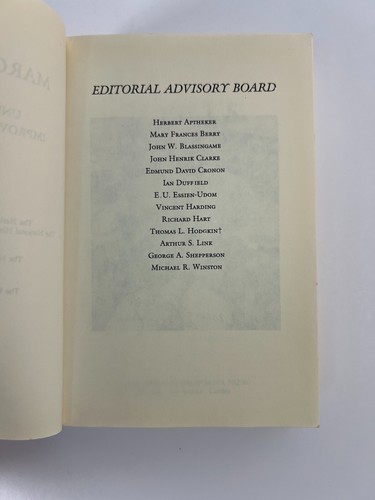 EDITORIAL ADVISORY BOARD
HERBERT APTHEKER
MARY FRANCES BERRY
JOHN W. BLASSINGAME
JOHN HENRIK CLARKE
EDMUND DAVID CRONON
IAN DUFFIELD
E. U. ESSIEN-UDOM
VINCENT HARDING
RICHARD HART
THOMAS L. HODGKIN†
ARTHUR S. LINK
GEORGE A. SHEPPERSON
MICHAEL R. WINSTON